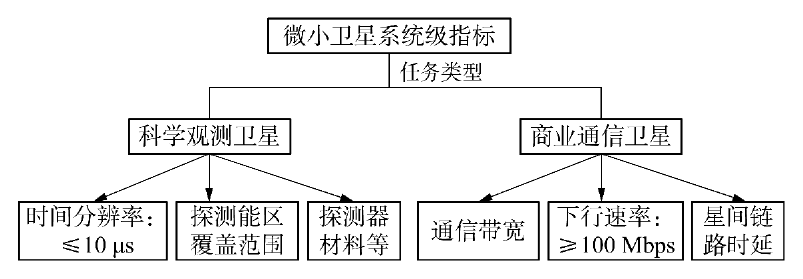 微小卫星系统级指标
任务类型
科学观测卫星
商业通信卫星
时间分辨率：
≤10 μs
探测能区
覆盖范围
探测器
材料等
通信带宽
下行速率：
≥100 Mbps
星间链
路时延